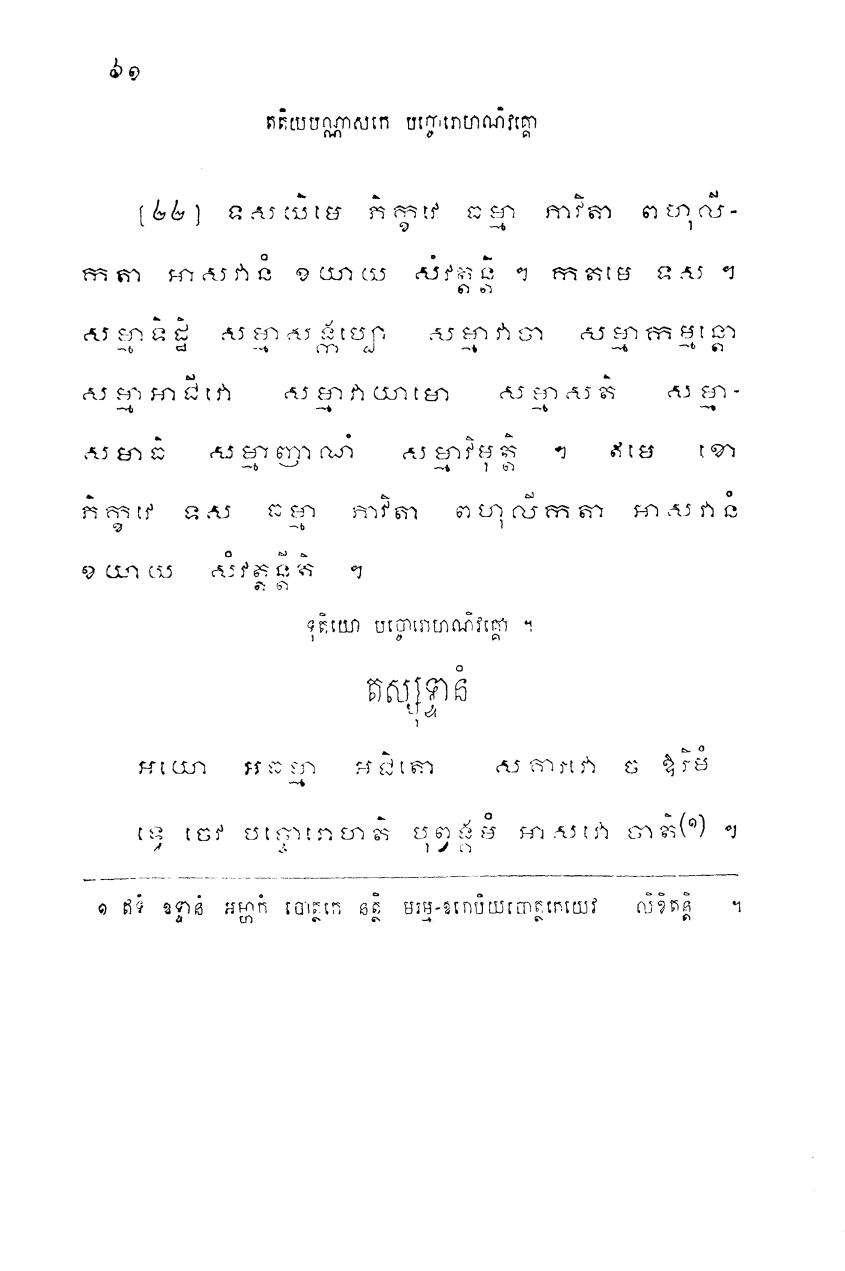 ៦១
តតិយបណ្ណាសកេ បច្ចោរោហណិវគ្គោ
[២២] ទសយិមេ ភិក្ខវេ ធម្មា ភាវិតា ពហុលី-
កតា អាសវានំ ខយាយ សំវត្តន្តិ ។ កតមេ ទស ។
សម្មាទិដ្ឋិ សម្មាសង្កប្បោ សម្មាវាចា សម្មាកម្មន្តោ
សម្មាអាជីវោ សម្មាវាយាមោ សម្មាសតិ សម្មា-
សមាធិ សម្មាញាណំ សម្មាវិមុត្តិ ។ ឥមេ ខោ
ភិក្ខវេ ទស ធម្មា ភាវិតា ពហុលីកតា អាសវានំ
ខយាយ សំវត្តន្តីតិ ។
ទុតិយោ បច្ចោរោហណិវគ្គោ ។
តស្សុទ្ទានំ
អយោ អធម្មា អជិតោ សការវោ ច ឱរិមំ
ទ្វេ ចេវ បច្ចោរោហតិ បុព្វង្គមំ អាសវោ ចាតិ(១) ។
១ ឥទំ ឧទ្ទានំ អម្ហាកំ បោត្ថកេ នត្ថិ មរម្ម-ឧរោបិយបោត្ថកេយេវ លិខិតន្តិ ។